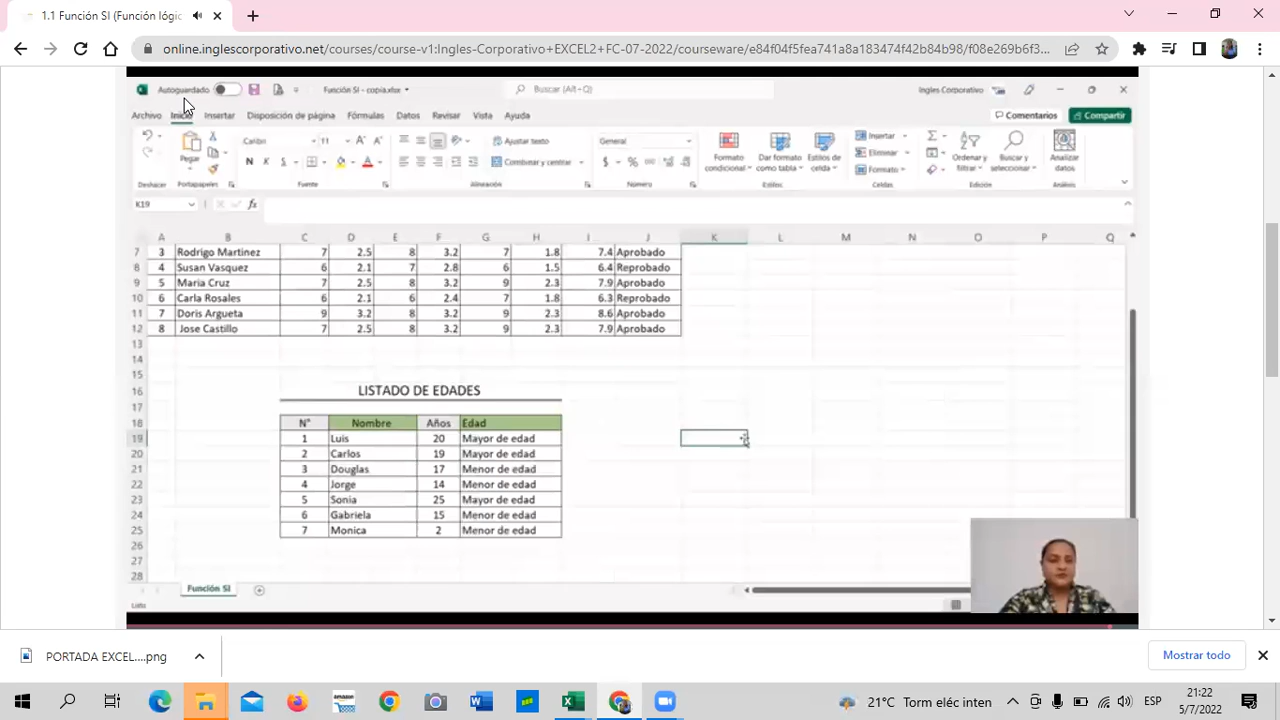 1.1 Función SI (Función lógic
online.inglescorporativo.net/courses/course-v1:Ingles-Corporativo+EXCEL2+FC-07-2022/courseware/e84f04f5fea741a8a183474f42b84b98/f08e269b6f3...
Autoguardado Función SI - copia.xlsx Buscar (Alt+Q) Ingles Corporativo
Archivo Inicio Insertar Disposición de página Fórmulas Datos Revisar Vista Ayuda Comentarios Compartir
Pegar Calibri 11 Ajustar texto General Formato condicional Dar formato como tabla Estilos de celda Insertar Ordenar y filtrar Buscar y seleccionar Analizar datos
N K S Combinar y centrar $ % 000 Eliminar
Formato
Deshacer Portapapeles Fuente Alineación Número Estilos Celdas Edición Análisis
K19 fx
A B C D E F G H I J K L M N O P Q
7 3 Rodrigo Martinez 7 2.5 8 3.2 7 1.8 7.4 Aprobado
8 4 Susan Vasquez 6 2.1 7 2.8 6 1.5 6.4 Reprobado
9 5 Maria Cruz 7 2.5 8 3.2 9 2.3 7.9 Aprobado
10 6 Carla Rosales 6 2.1 6 2.4 7 1.8 6.3 Reprobado
11 7 Doris Argueta 9 3.2 8 3.2 9 2.3 8.6 Aprobado
12 8 Jose Castillo 7 2.5 8 3.2 9 2.3 7.9 Aprobado
13
14
15
16 LISTADO DE EDADES
17
18 N° Nombre Años Edad
19 1 Luis 20 Mayor de edad
20 2 Carlos 19 Mayor de edad
21 3 Douglas 17 Menor de edad
22 4 Jorge 14 Menor de edad
23 5 Sonia 25 Mayor de edad
24 6 Gabriela 15 Menor de edad
25 7 Monica 2 Menor de edad
26
27
28
Función SI
Listo
PORTADA EXCEL....png Mostrar todo
amazon 21°C Torm eléc inten ESP 21:22
5/7/2022